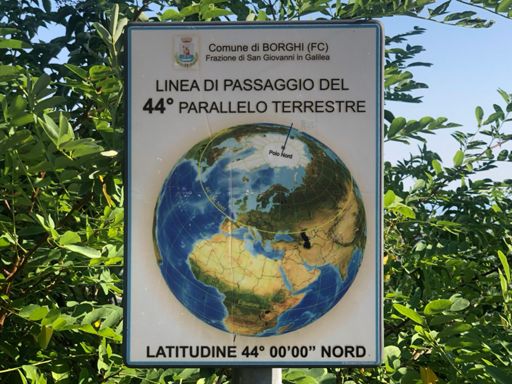 Comune di BORGHI (FC)
Frazione di San Giovanni in Galilea
LINEA DI PASSAGGIO DEL
44° PARALLELO TERRESTRE
Polo Nord
LATITUDINE 44° 00'00" NORD